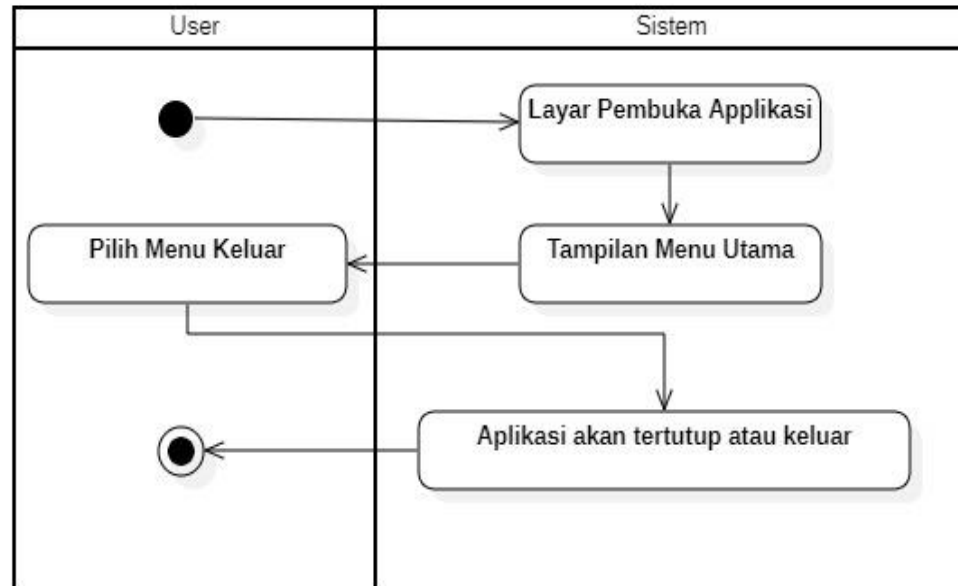 User
Sistem
Layar Pembuka Applikasi
Pilih Menu Keluar
Tampilan Menu Utama
Aplikasi akan tertutup atau keluar